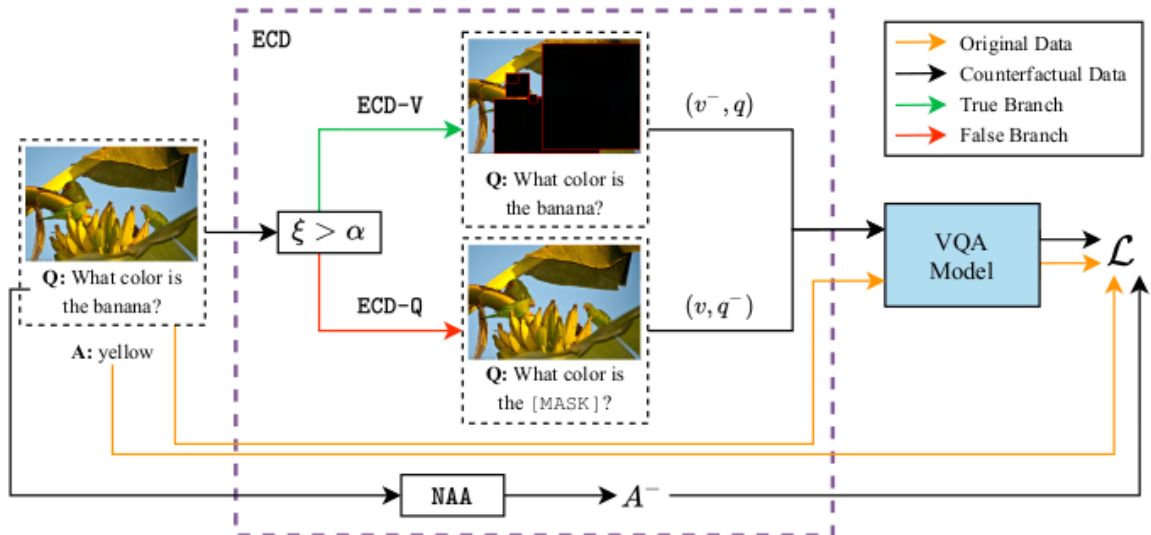 ECD
Original Data
Counterfactual Data
True Branch
False Branch
ECD-V
(v⁻, q)
Q: What color is
the banana?
ξ > α
Q: What color is
the banana?
A: yellow
ECD-Q
(v, q⁻)
Q: What color is
the [MASK]?
VQA
Model
ℒ
NAA
A⁻